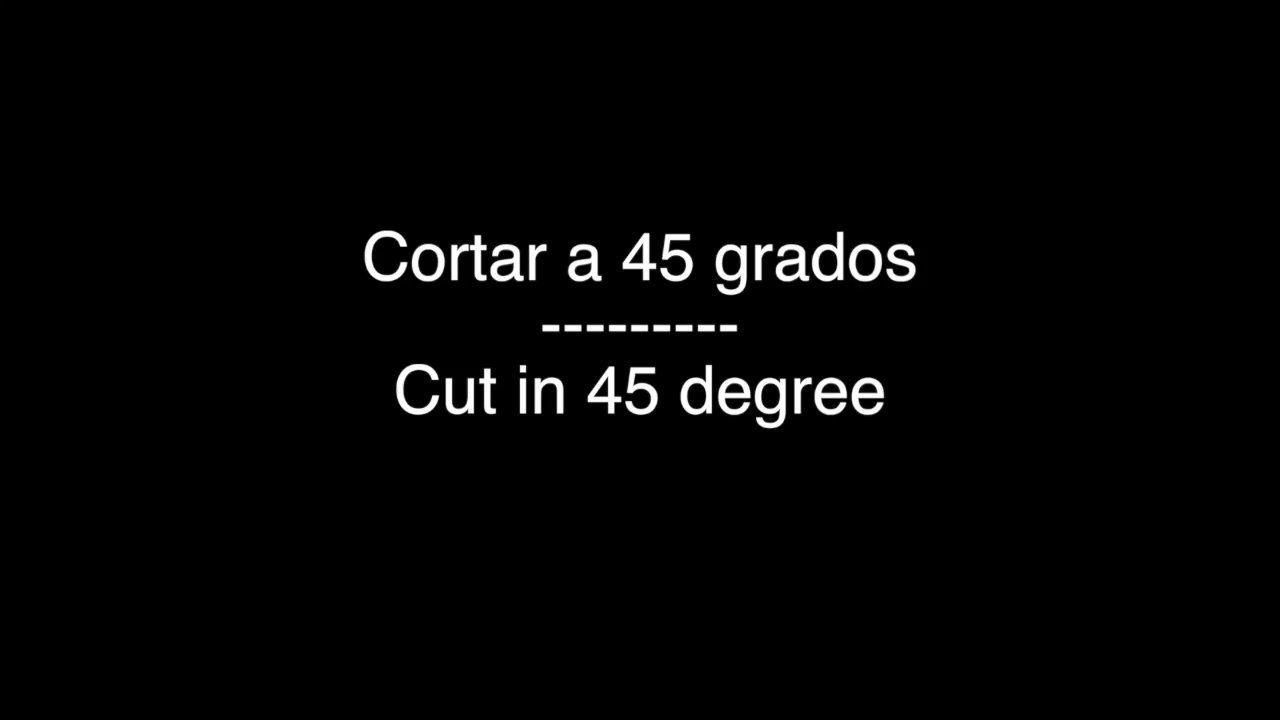 Cortar a 45 grados
---------
Cut in 45 degree